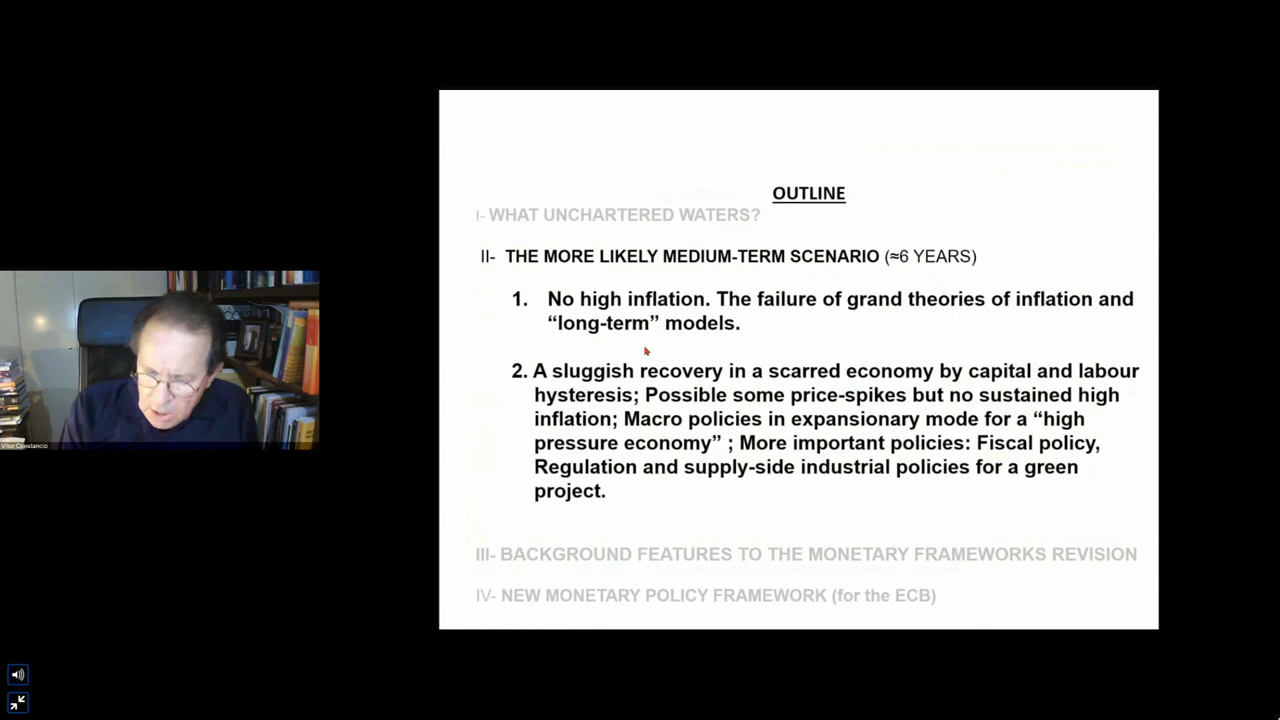 OUTLINE
I- WHAT UNCHARTERED WATERS?
II- THE MORE LIKELY MEDIUM-TERM SCENARIO (≈6 YEARS)
1. No high inflation. The failure of grand theories of inflation and
“long-term” models.
2. A sluggish recovery in a scarred economy by capital and labour
hysteresis; Possible some price-spikes but no sustained high
inflation; Macro policies in expansionary mode for a “high
pressure economy” ; More important policies: Fiscal policy,
Regulation and supply-side industrial policies for a green
project.
III- BACKGROUND FEATURES TO THE MONETARY FRAMEWORKS REVISION
IV- NEW MONETARY POLICY FRAMEWORK (for the ECB)
Vitor Constancio